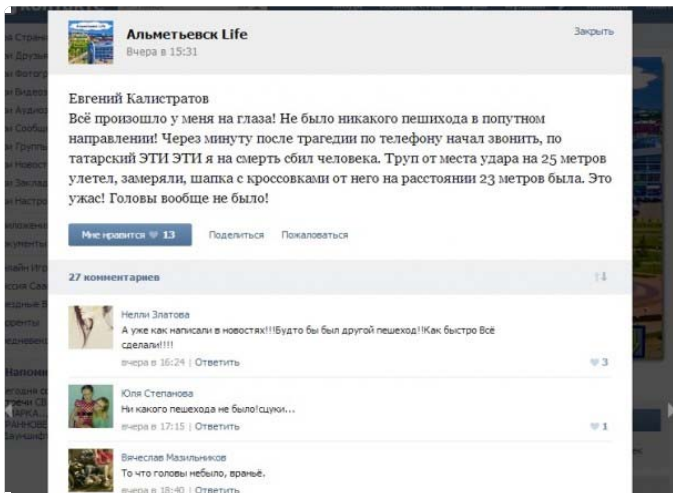 Альметьевск Life
Вчера в 15:31
Закрыть
Евгений Калистратов
Всё произошло у меня на глаза! Не было никакого пешихода в попутном
направлении! Через минуту после трагедии по телефону начал звонить, по
татарский ЭТИ ЭТИ я на смерть сбил человека. Труп от места удара на 25 метров
улетел, замеряли, шапка с кроссовками от него на расстоянии 23 метров была. Это
ужас! Головы вообще не было!
Мне нравится 13 Поделиться Пожаловаться
27 комментариев
Нелли Златова
А уже как написали в новостях!!!Будто бы был другой пешеход!!Как быстро Всё
сделали!!!!
вчера в 16:24 | Ответить 3
Юля Степанова
Ни какого пешехода не было!сцуки...
вчера в 17:15 | Ответить 1
Вячеслав Мазильников
То что головы небыло, враньё.
вчера в 18:40 | Ответить